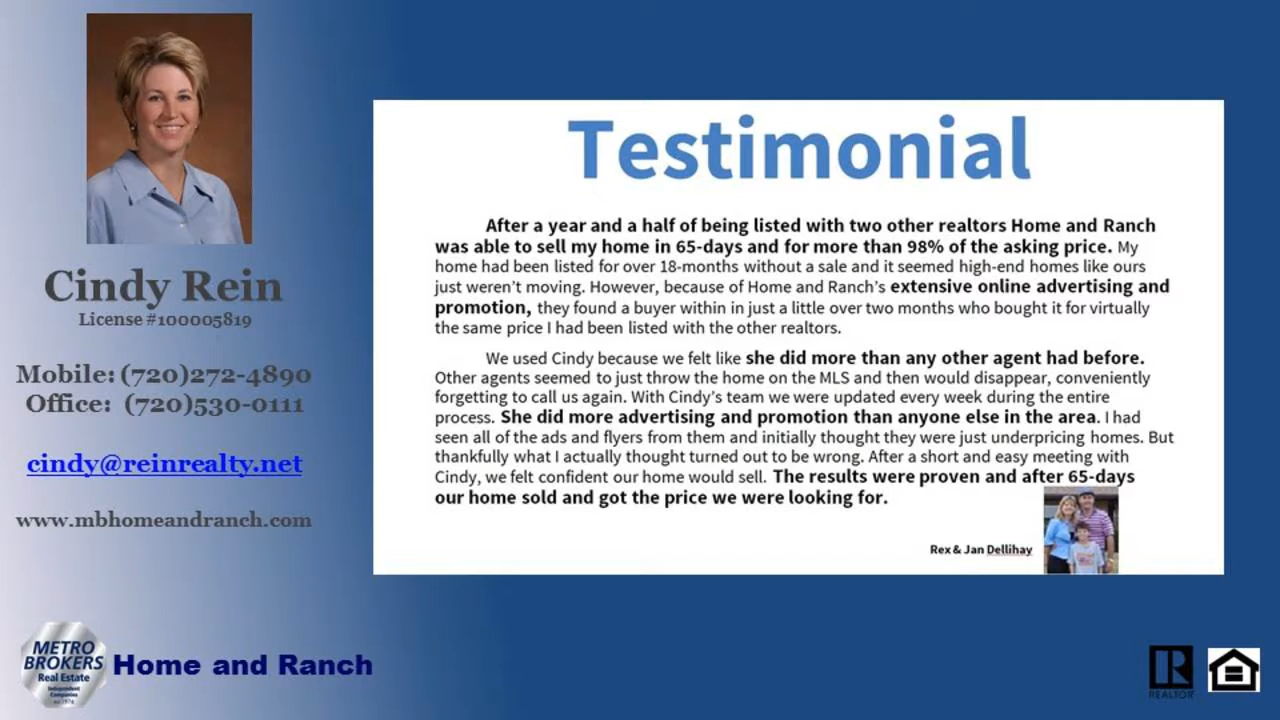 Cindy Rein
License #100005819
Mobile: (720)272-4890
Office: (720)530-0111
cindy@reinrealty.net
www.mbhomeandranch.com
METRO
BROKERS
Real Estate
Independent
Companies
Home and Ranch
Testimonial
After a year and a half of being listed with two other realtors Home and Ranch
was able to sell my home in 65-days and for more than 98% of the asking price. My
home had been listed for over 18-months without a sale and it seemed high-end homes like ours
just weren't moving. However, because of Home and Ranch's extensive online advertising and
promotion, they found a buyer within in just a little over two months who bought it for virtually
the same price I had been listed with the other realtors.
We used Cindy because we felt like she did more than any other agent had before.
Other agents seemed to just throw the home on the MLS and then would disappear, conveniently
forgetting to call us again. With Cindy's team we were updated every week during the entire
process. She did more advertising and promotion than anyone else in the area. I had
seen all of the ads and flyers from them and initially thought they were just underpricing homes. But
thankfully what I actually thought turned out to be wrong. After a short and easy meeting with
Cindy, we felt confident our home would sell. The results were proven and after 65-days
our home sold and got the price we were looking for.
Rex & Jan Dellihay
REALTOR